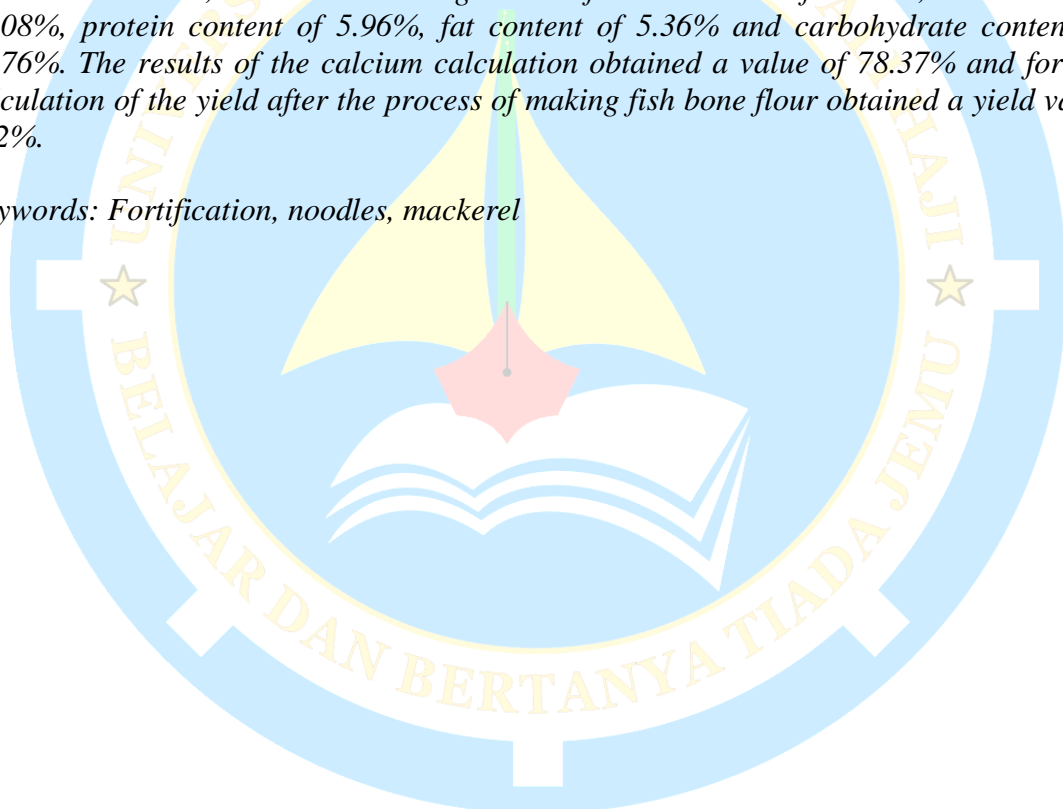 08%, protein content of 5.96%, fat content of 5.36% and carbohydrate conten
76%. The results of the calcium calculation obtained a value of 78.37% and for
culation of the yield after the process of making fish bone flour obtained a yield va
2%.
ywords: Fortification, noodles, mackerel
HAJI
BELAJAR DAN BERTANYA TIADA JEMU